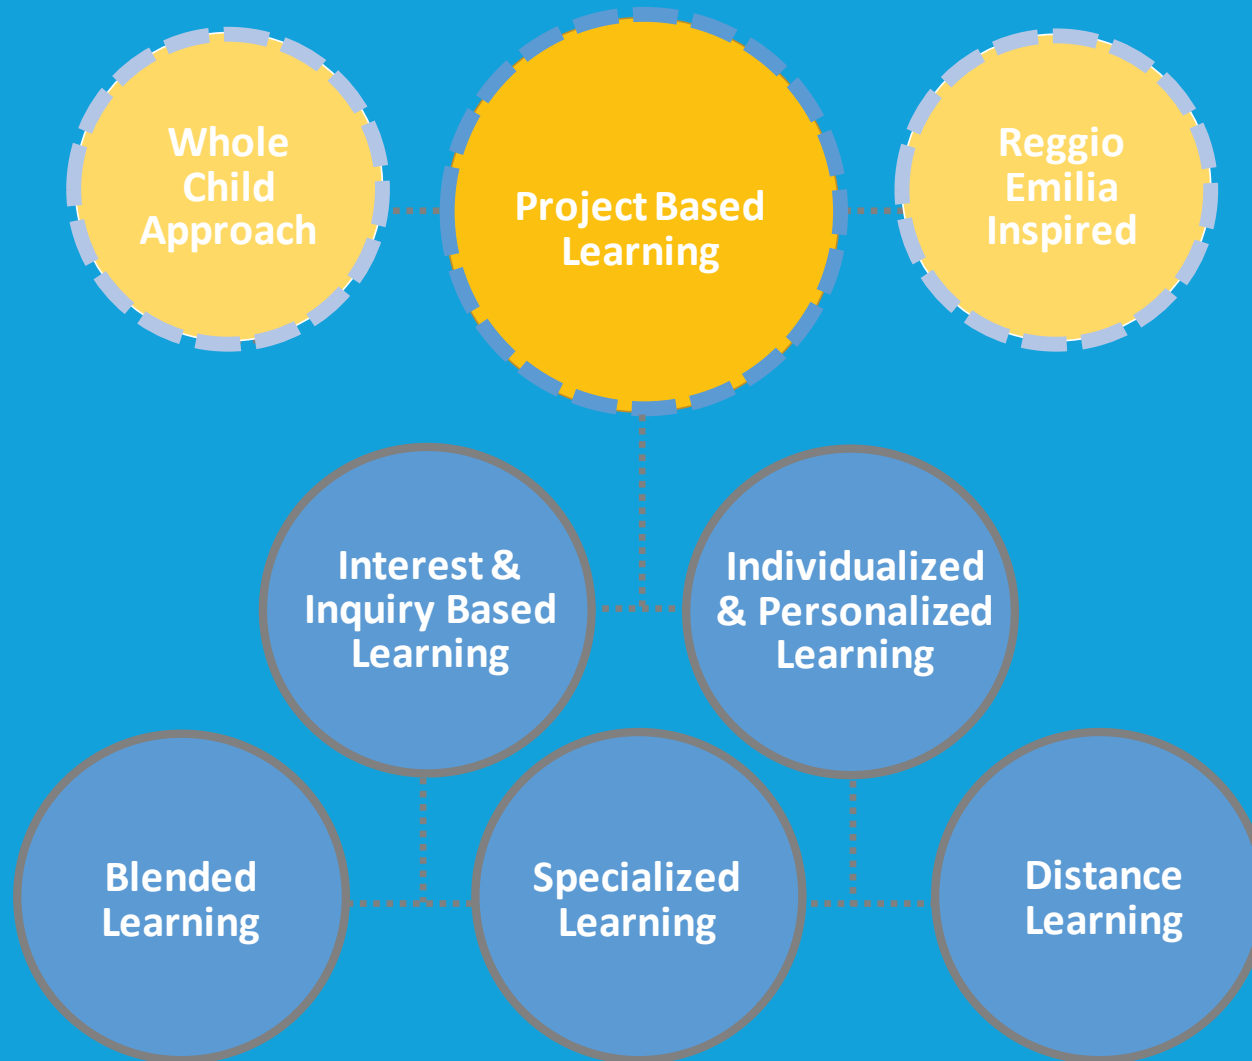 Whole
Child
Approach
Project Based
Learning
Reggio
Emilia
Inspired
Interest &
Inquiry Based
Learning
Individualized
& Personalized
Learning
Blended
Learning
Specialized
Learning
Distance
Learning